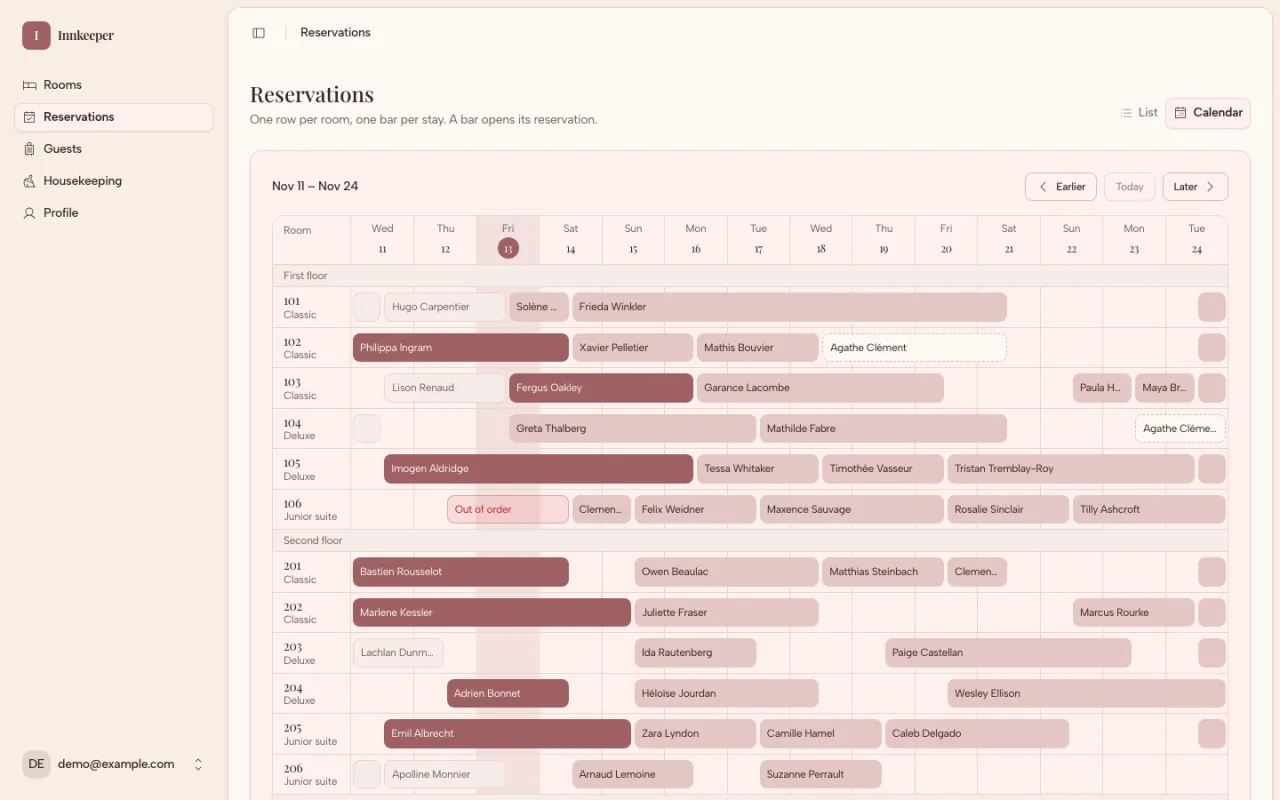 I Innkeeper
Rooms
Reservations
Guests
Housekeeping
Profile
DE demo@example.com
Reservations
Reservations
One row per room, one bar per stay. A bar opens its reservation.
List Calendar
Nov 11 – Nov 24
Earlier Today Later
Room Wed Thu Fri Sat Sun Mon Tue Wed Thu Fri Sat Sun Mon Tue
11 12 13 14 15 16 17 18 19 20 21 22 23 24
First floor
101 Classic Hugo Carpentier Solène ... Frieda Winkler
102 Classic Philippa Ingram Xavier Pelletier Mathis Bouvier Agathe Clément
103 Classic Lison Renaud Fergus Oakley Garance Lacombe Paula H... Maya Br...
104 Deluxe Greta Thalberg Mathilde Fabre Agathe Cléme...
105 Deluxe Imogen Aldridge Tessa Whitaker Timothée Vasseur Tristan Tremblay-Roy
106 Junior suite Out of order Clemen... Felix Weidner Maxence Sauvage Rosalie Sinclair Tilly Ashcroft
Second floor
201 Classic Bastien Rousselot Owen Beaulac Matthias Steinbach Clemen...
202 Classic Marlene Kessler Juliette Fraser Marcus Rourke
203 Deluxe Lachlan Dunm... Ida Rautenberg Paige Castellan
204 Deluxe Adrien Bonnet Héloïse Jourdan Wesley Ellison
205 Junior suite Emil Albrecht Zara Lyndon Camille Hamel Caleb Delgado
206 Junior suite Apolline Monnier Arnaud Lemoine Suzanne Perrault